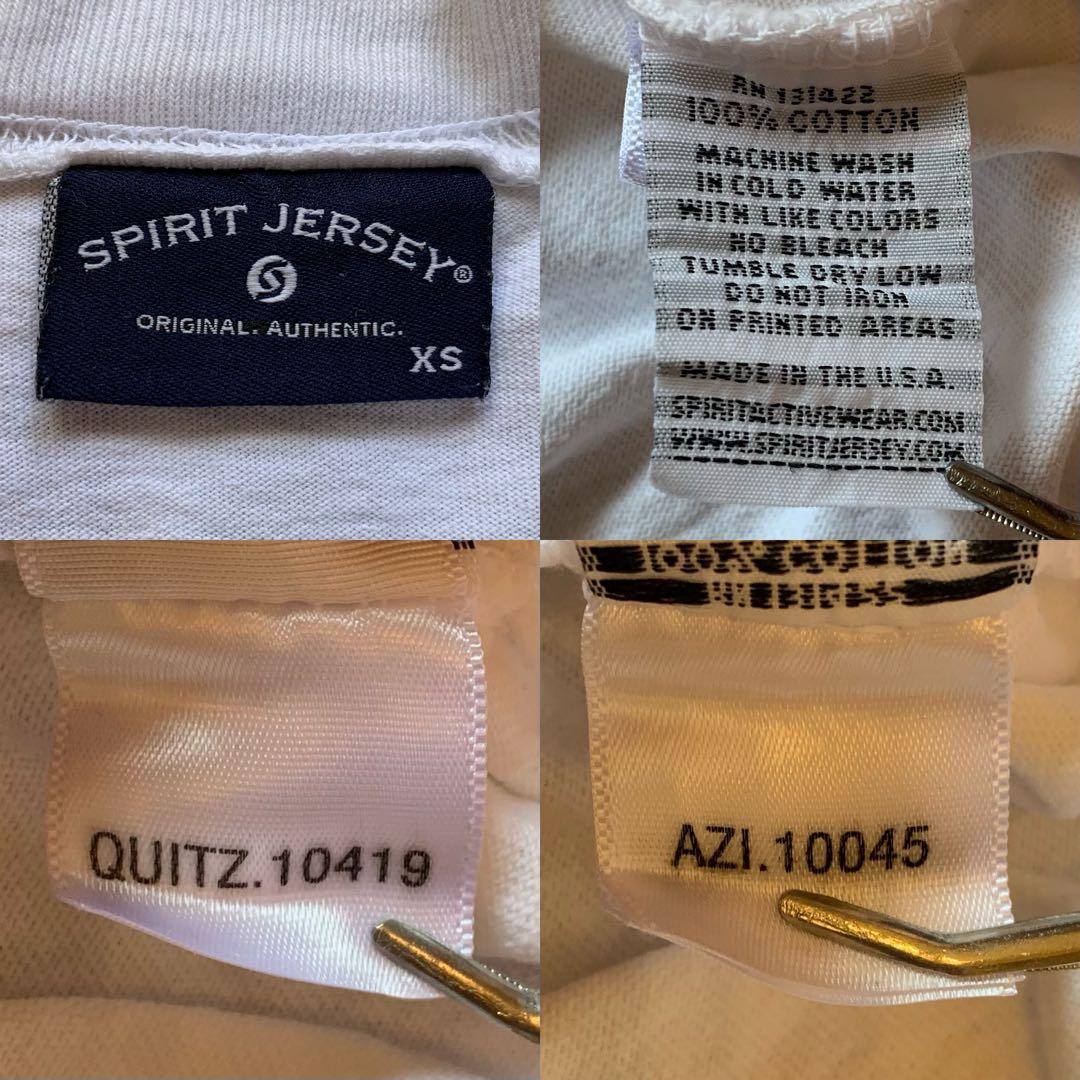 SPIRIT JERSEY®
ORIGINAL. AUTHENTIC.
XS
RN 131422
100% COTTON
MACHINE WASH
IN COLD WATER
WITH LIKE COLORS
NO BLEACH
TUMBLE DRY LOW
DO NOT IRON
ON PRINTED AREAS
MADE IN THE U.S.A.
SPIRITACTIVEWEAR.COM
WWW.SPIRITJERSEY.COM
QUITZ.10419
AZI.10045